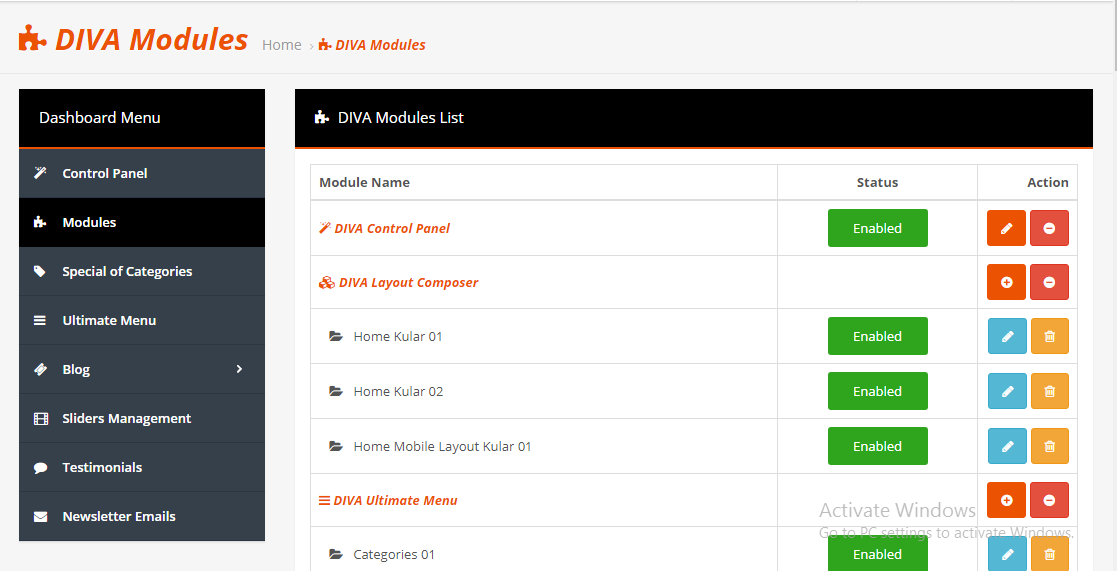 DIVA Modules Home › DIVA Modules
Dashboard Menu
Control Panel
Modules
Special of Categories
Ultimate Menu
Blog
Sliders Management
Testimonials
Newsletter Emails
DIVA Modules List
Module Name Status Action
DIVA Control Panel Enabled
DIVA Layout Composer
Home Kular 01 Enabled
Home Kular 02 Enabled
Home Mobile Layout Kular 01 Enabled
DIVA Ultimate Menu
Categories 01 Enabled
Activate Windows
Go to PC settings to activate Windows.